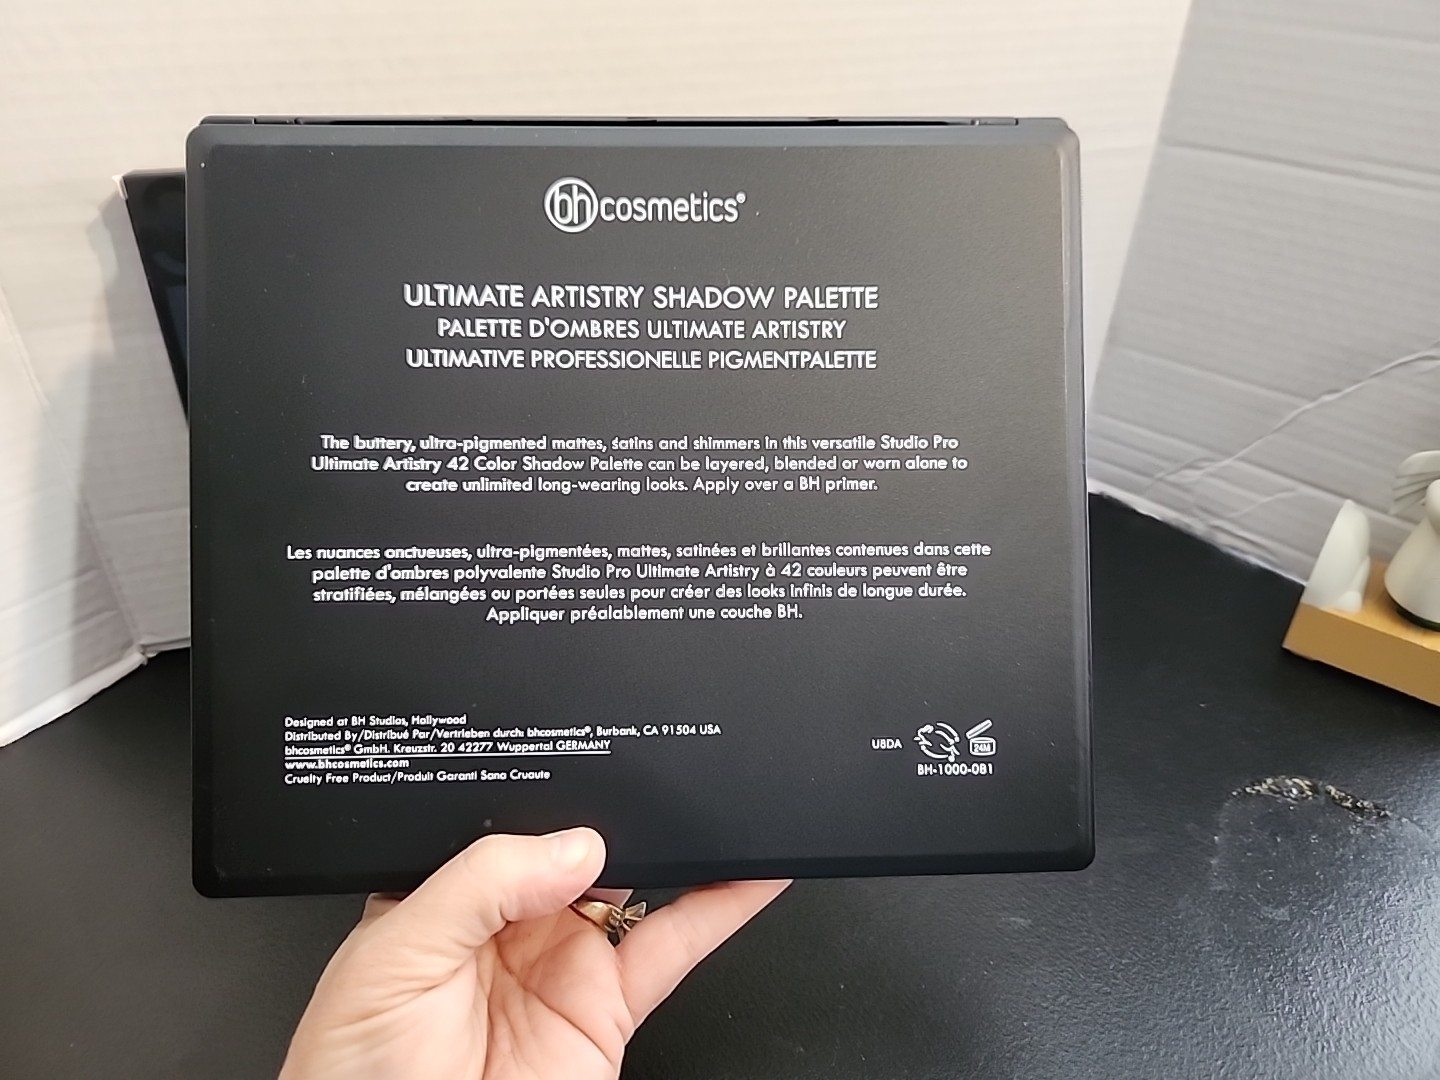 bhcosmetics®
ULTIMATE ARTISTRY SHADOW PALETTE
PALETTE D'OMBRES ULTIMATE ARTISTRY
ULTIMATIVE PROFESSIONELLE PIGMENTPALETTE
The buttery, ultra-pigmented mattes, satins and shimmers in this versatile Studio Pro
Ultimate Artistry 42 Color Shadow Palette can be layered, blended or worn alone to
create unlimited long-wearing looks. Apply over a BH primer.
Les nuances onctueuses, ultra-pigmentées, mattes, satinées et brillantes contenues dans cette
palette d'ombres polyvalente Studio Pro Ultimate Artistry à 42 couleurs peuvent être
stratifiées, mélangées ou portées seules pour créer des looks infinis de longue durée.
Appliquer préalablement une couche BH.
Designed at BH Studios, Hollywood
Distributed By/Distribué Par/Vertrieben durch: bhcosmetics®, Burbank, CA 91504 USA
bhcosmetics® GmbH. Kreuzstr. 20 42277 Wuppertal GERMANY
www.bhcosmetics.com
Cruelty Free Product/Produit Garanti Sans Cruauté
U8DA
24M
BH-1000-081